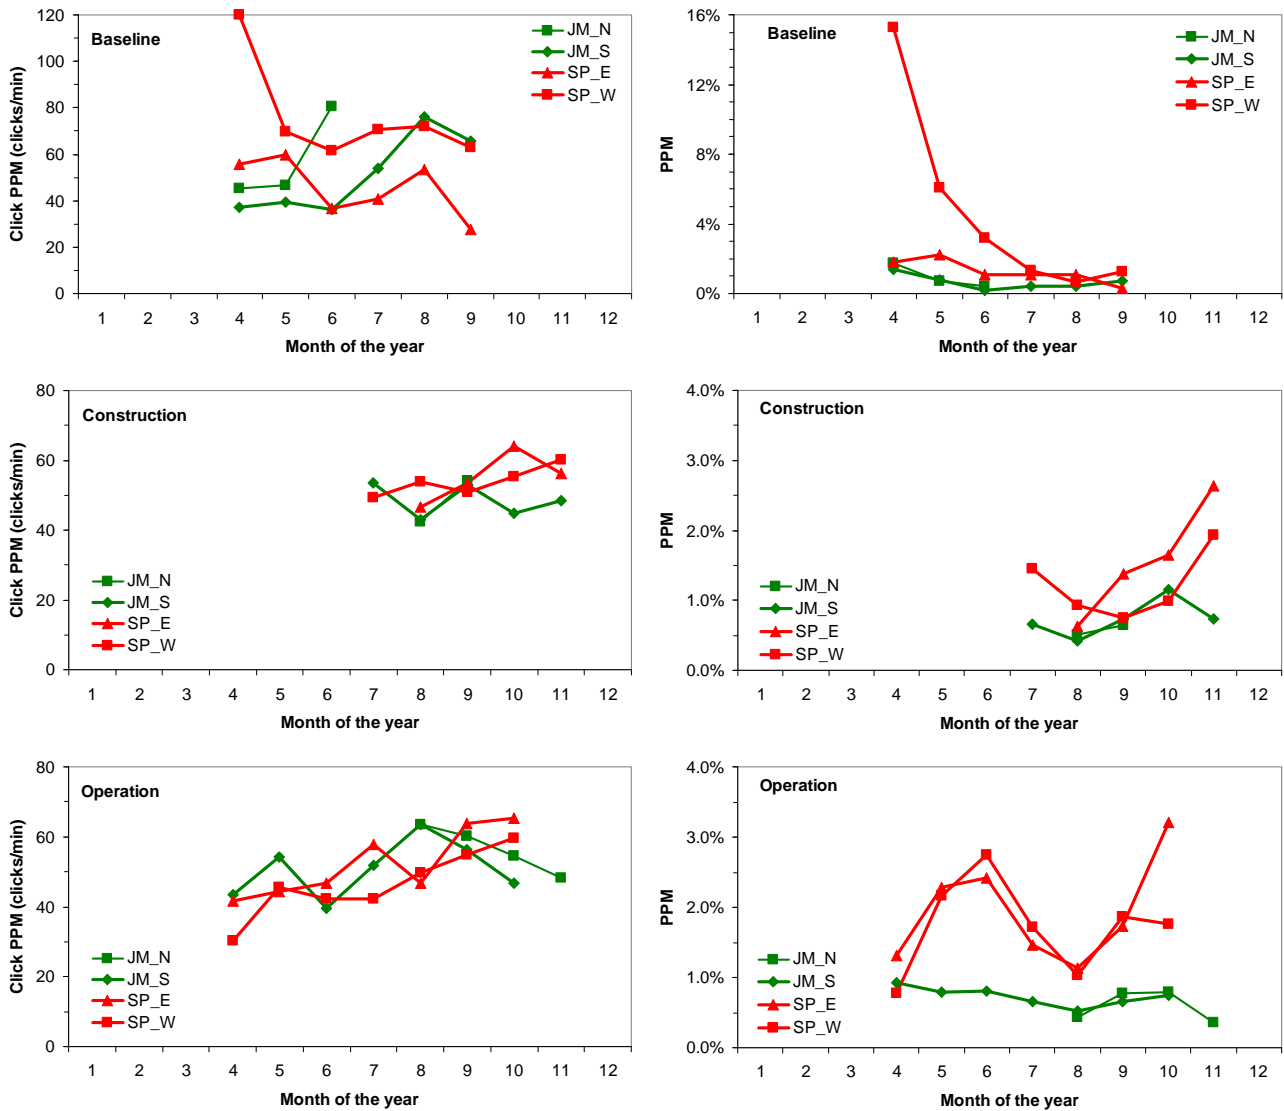 Baseline
Click PPM (clicks/min)
120
100
80
60
40
20
0
JM_N
JM_S
SP_E
SP_W
1 2 3 4 5 6 7 8 9 10 11 12
Month of the year
Baseline
PPM
16%
12%
8%
4%
0%
JM_N
JM_S
SP_E
SP_W
1 2 3 4 5 6 7 8 9 10 11 12
Month of the year
Construction
Click PPM (clicks/min)
80
60
40
20
0
JM_N
JM_S
SP_E
SP_W
1 2 3 4 5 6 7 8 9 10 11 12
Month of the year
Construction
PPM
4.0%
3.0%
2.0%
1.0%
0.0%
JM_N
JM_S
SP_E
SP_W
1 2 3 4 5 6 7 8 9 10 11 12
Month of the year
Operation
Click PPM (clicks/min)
80
60
40
20
0
JM_N
JM_S
SP_E
SP_W
1 2 3 4 5 6 7 8 9 10 11 12
Month of the year
Operation
PPM
4.0%
3.0%
2.0%
1.0%
0.0%
JM_N
JM_S
SP_E
SP_W
1 2 3 4 5 6 7 8 9 10 11 12
Month of the year